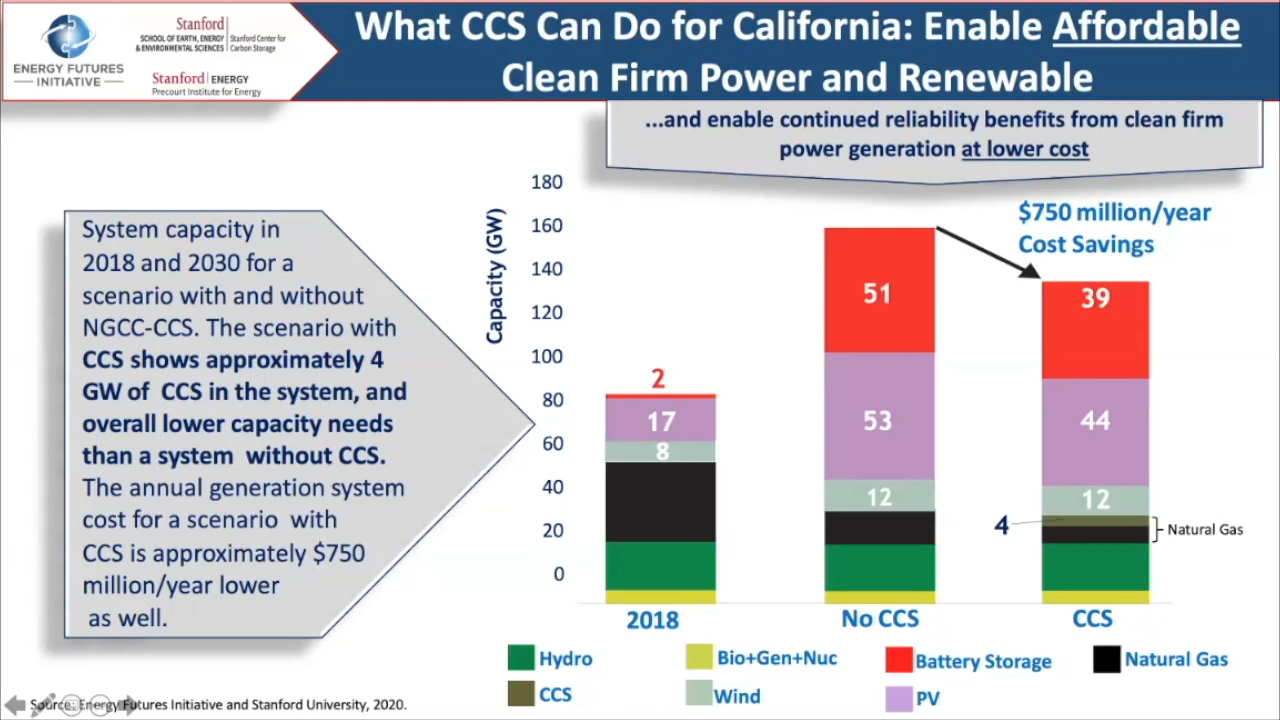 What CCS Can Do for California: Enable Affordable
Clean Firm Power and Renewable
ENERGY FUTURES
INITIATIVE
Stanford
SCHOOL OF EARTH, ENERGY
& ENVIRONMENTAL SCIENCES
Stanford Center for
Carbon Storage
Stanford ENERGY
Precourt Institute for Energy
...and enable continued reliability benefits from clean firm
power generation at lower cost
System capacity in
2018 and 2030 for a
scenario with and without
NGCC-CCS. The scenario with
CCS shows approximately 4
GW of CCS in the system, and
overall lower capacity needs
than a system without CCS.
The annual generation system
cost for a scenario with
CCS is approximately $750
million/year lower
as well.
Capacity (GW)
180
160
140
120
100
80
60
40
20
0
$750 million/year
Cost Savings
2
17
8
51
53
12
39
44
12
4
Natural Gas
2018
No CCS
CCS
Hydro
Bio+Gen+Nuc
Battery Storage
Natural Gas
CCS
Wind
PV
Source: Energy Futures Initiative and Stanford University, 2020.